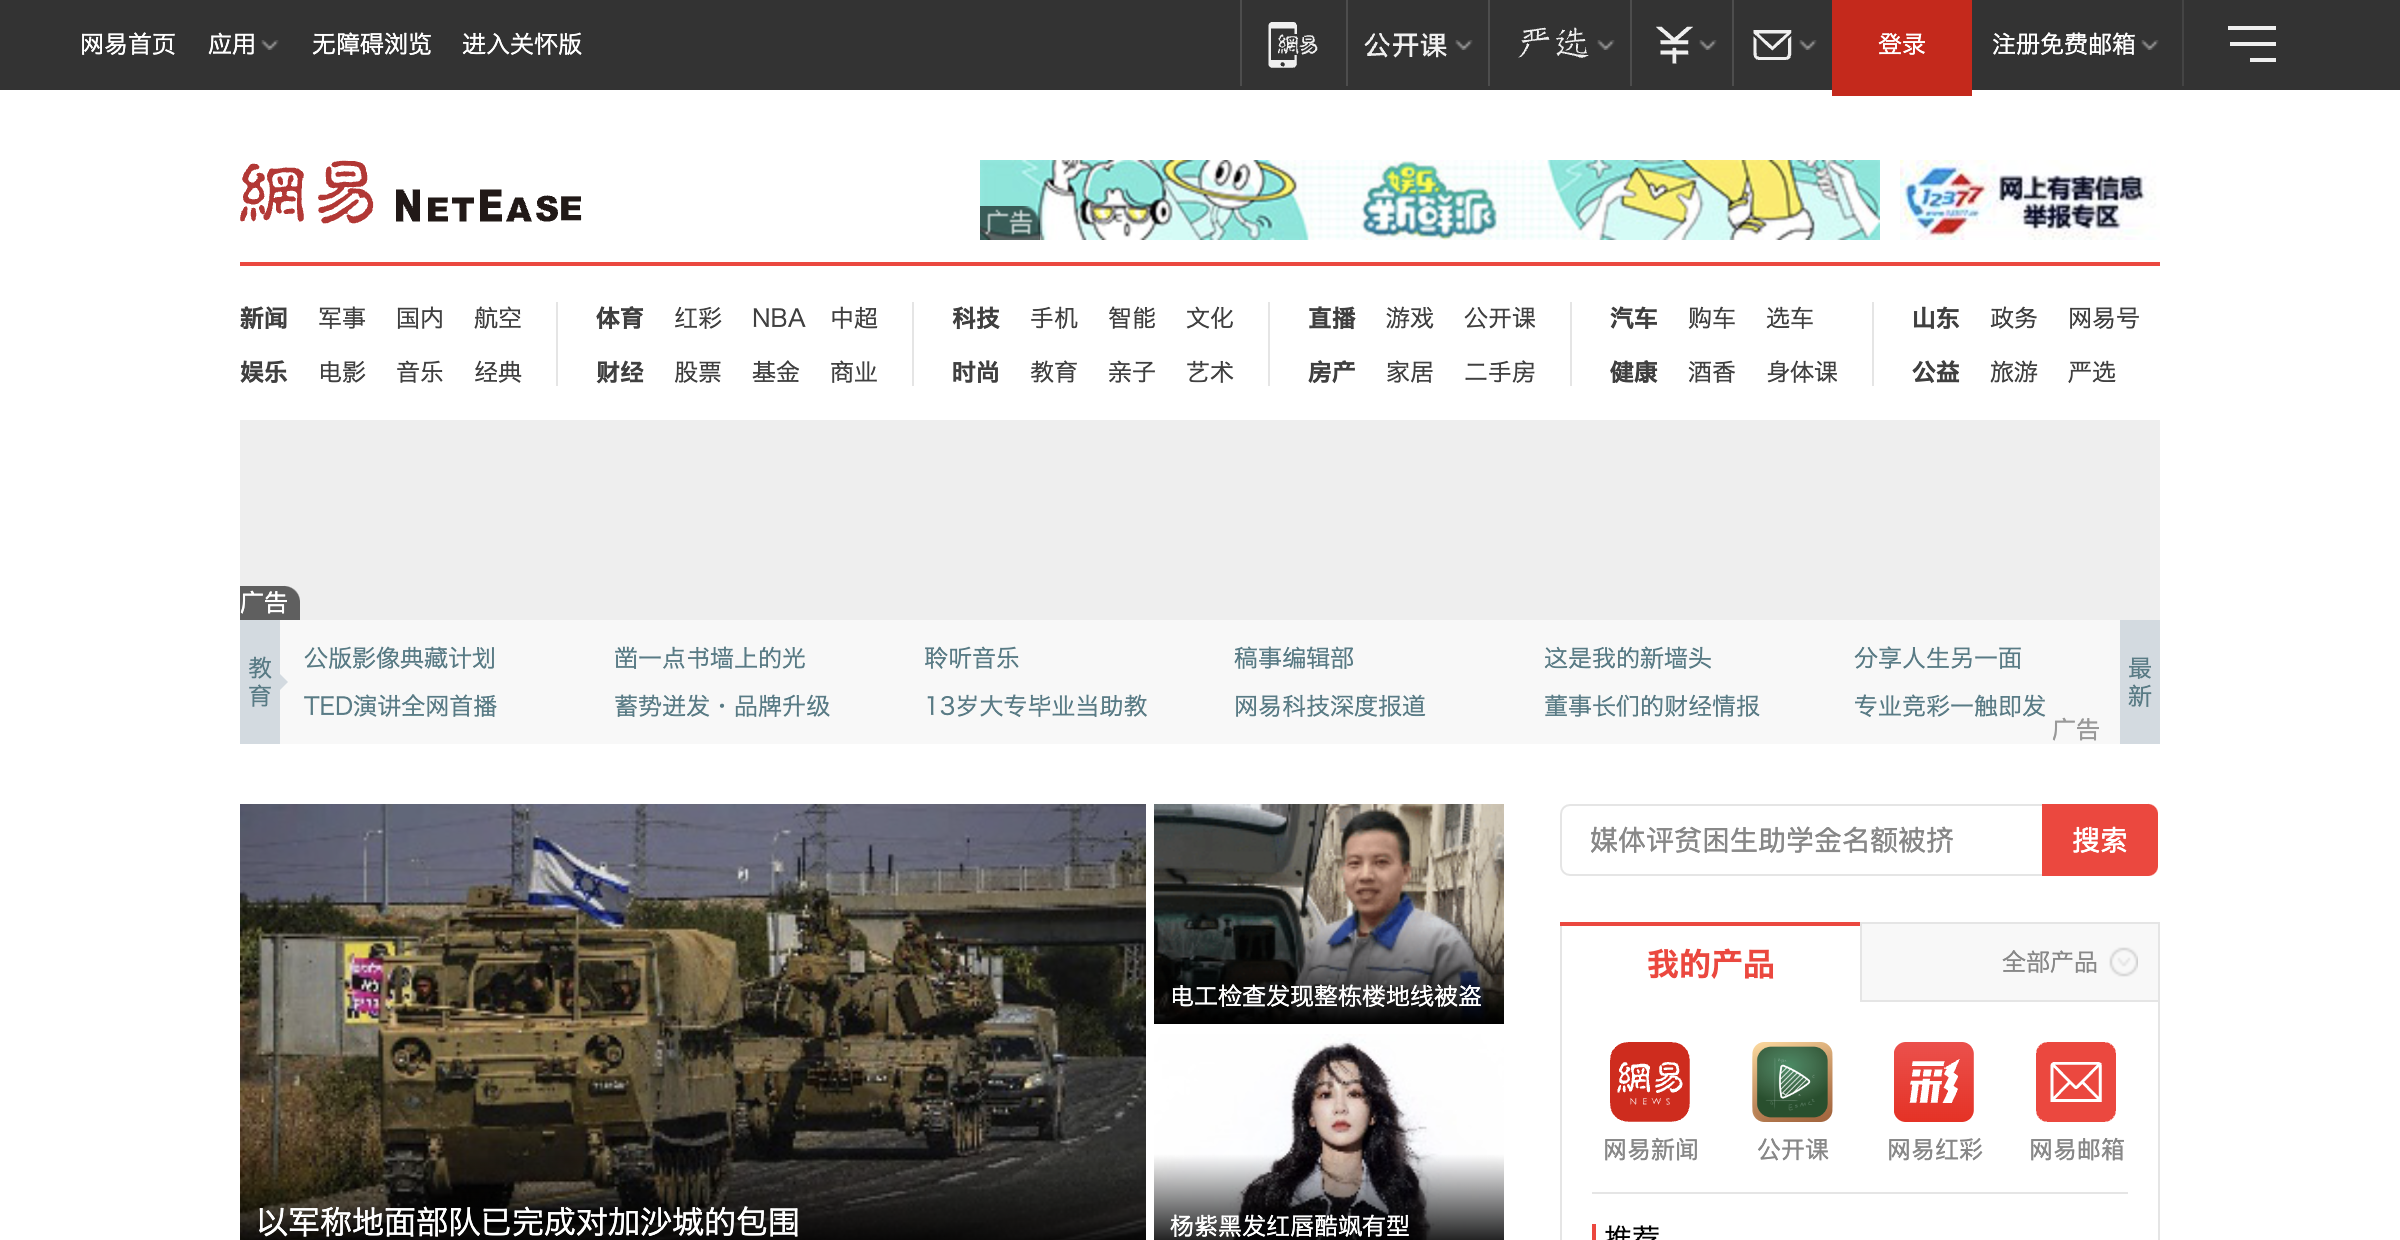 网易首页 应用 无障碍浏览 进入关怀版 網易 公开课 严选 登录 注册免费邮箱
網易 NETEASE
广告 娱乐新鲜派
12377 网上有害信息举报专区
新闻 军事 国内 航空 体育 红彩 NBA 中超 科技 手机 智能 文化 直播 游戏 公开课 汽车 购车 选车 山东 政务 网易号
娱乐 电影 音乐 经典 财经 股票 基金 商业 时尚 教育 亲子 艺术 房产 家居 二手房 健康 酒香 身体课 公益 旅游 严选
广告
教育
公版影像典藏计划 凿一点书墙上的光 聆听音乐 稿事编辑部 这是我的新墙头 分享人生另一面
TED演讲全网首播 蓄势迸发·品牌升级 13岁大专毕业当助教 网易科技深度报道 董事长们的财经情报 专业竞彩一触即发
广告
最新
以军称地面部队已完成对加沙城的包围
电工检查发现整栋楼地线被盗
杨紫黑发红唇酷飒有型
媒体评贫困生助学金名额被挤 搜索
我的产品 全部产品
網易 NEWS 彩
网易新闻 公开课 网易红彩 网易邮箱
推荐